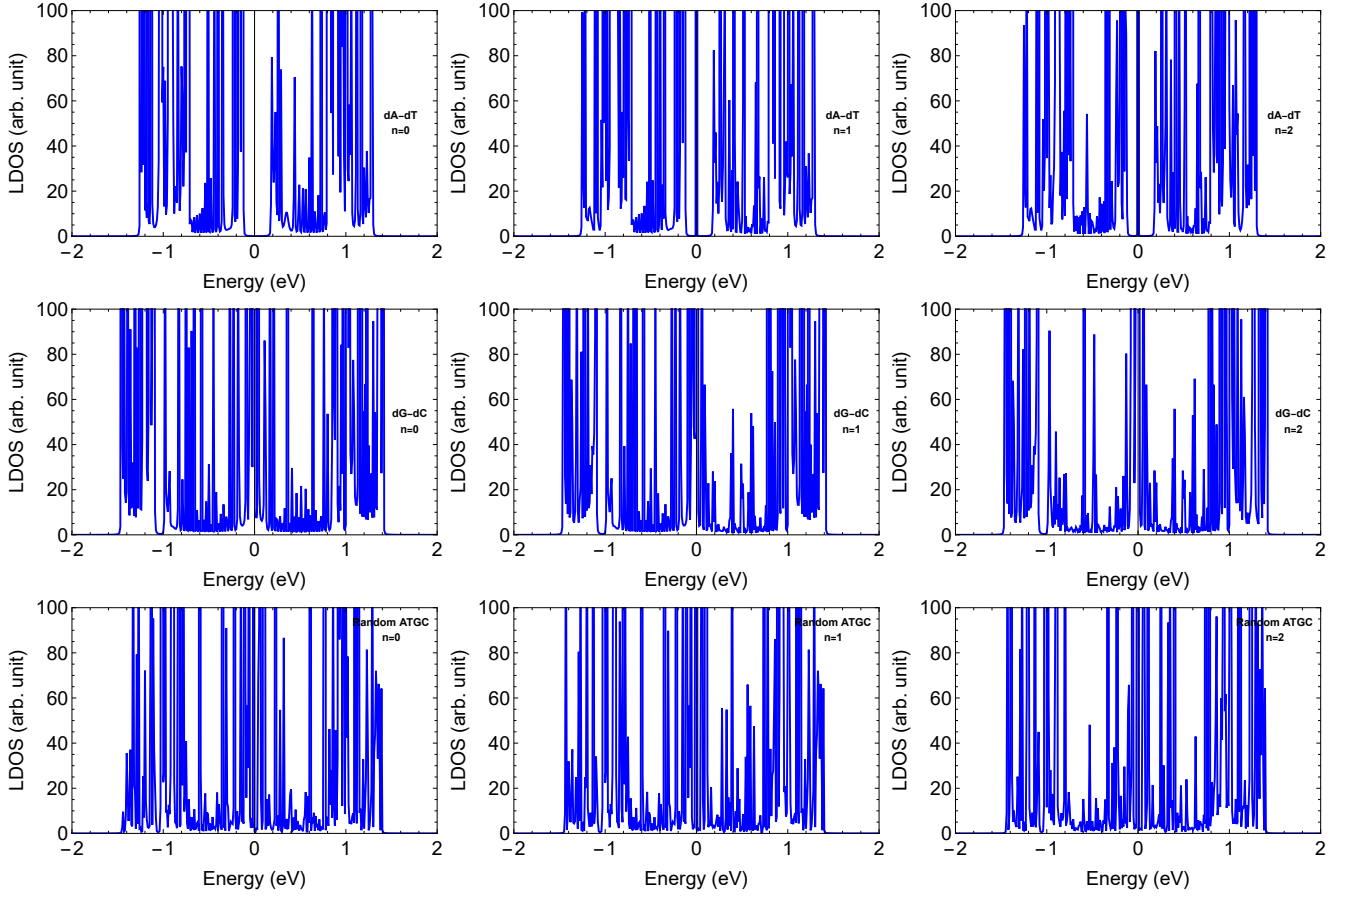 100
80
60
40
20
0
−2
−1
0
1
2
LDOS (arb. unit)
Energy (eV)
dA−dT
n=0
100
80
60
40
20
0
−2
−1
0
1
2
LDOS (arb. unit)
Energy (eV)
dA−dT
n=1
100
80
60
40
20
0
−2
−1
0
1
2
LDOS (arb. unit)
Energy (eV)
dA−dT
n=2
100
80
60
40
20
0
−2
−1
0
1
2
LDOS (arb. unit)
Energy (eV)
dG−dC
n=0
100
80
60
40
20
0
−2
−1
0
1
2
LDOS (arb. unit)
Energy (eV)
dG−dC
n=1
100
80
60
40
20
0
−2
−1
0
1
2
LDOS (arb. unit)
Energy (eV)
dG−dC
n=2
100
80
60
40
20
0
−2
−1
0
1
2
LDOS (arb. unit)
Energy (eV)
Random ATGC
n=0
100
80
60
40
20
0
−2
−1
0
1
2
LDOS (arb. unit)
Energy (eV)
Random ATGC
n=1
100
80
60
40
20
0
−2
−1
0
1
2
LDOS (arb. unit)
Energy (eV)
Random ATGC
n=2